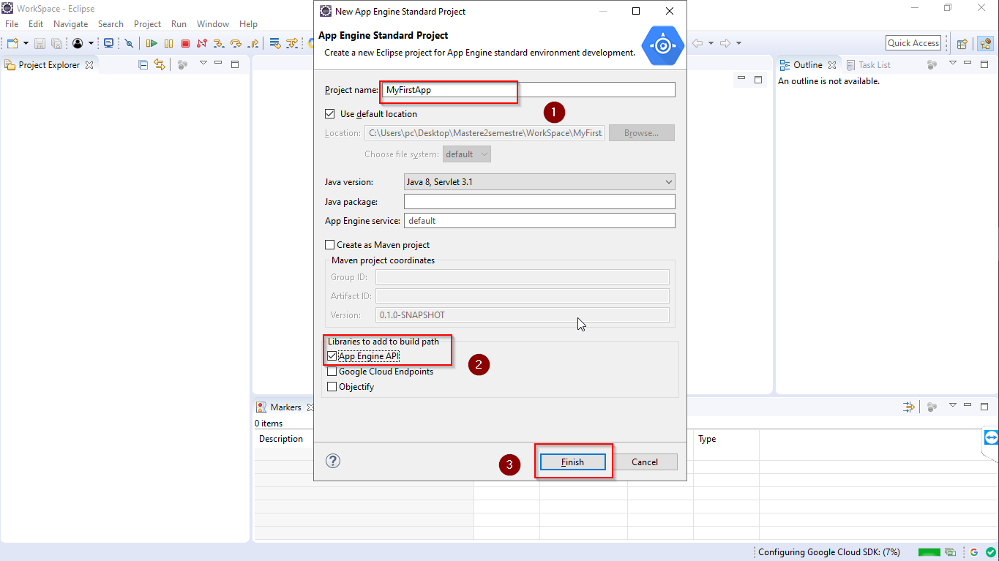 WorkSpace - Eclipse
File Edit Navigate Search Project Run Window Help
Quick Access
Project Explorer
Outline
Task List
An outline is not available.
New App Engine Standard Project
App Engine Standard Project
Create a new Eclipse project for App Engine standard environment development.
Project name: MyFirstApp
1
Use default location
Location: C:\Users\pc\Desktop\Mastere2semestre\WorkSpace\MyFirst
Browse...
Choose file system: default
Java version: Java 8, Servlet 3.1
Java package:
App Engine service: default
Create as Maven project
Maven project coordinates
Group ID:
Artifact ID:
Version: 0.1.0-SNAPSHOT
Libraries to add to build path
App Engine API
2
Google Cloud Endpoints
Objectify
3
Finish
Cancel
Markers
0 items
Description
Type
Configuring Google Cloud SDK: (7%)